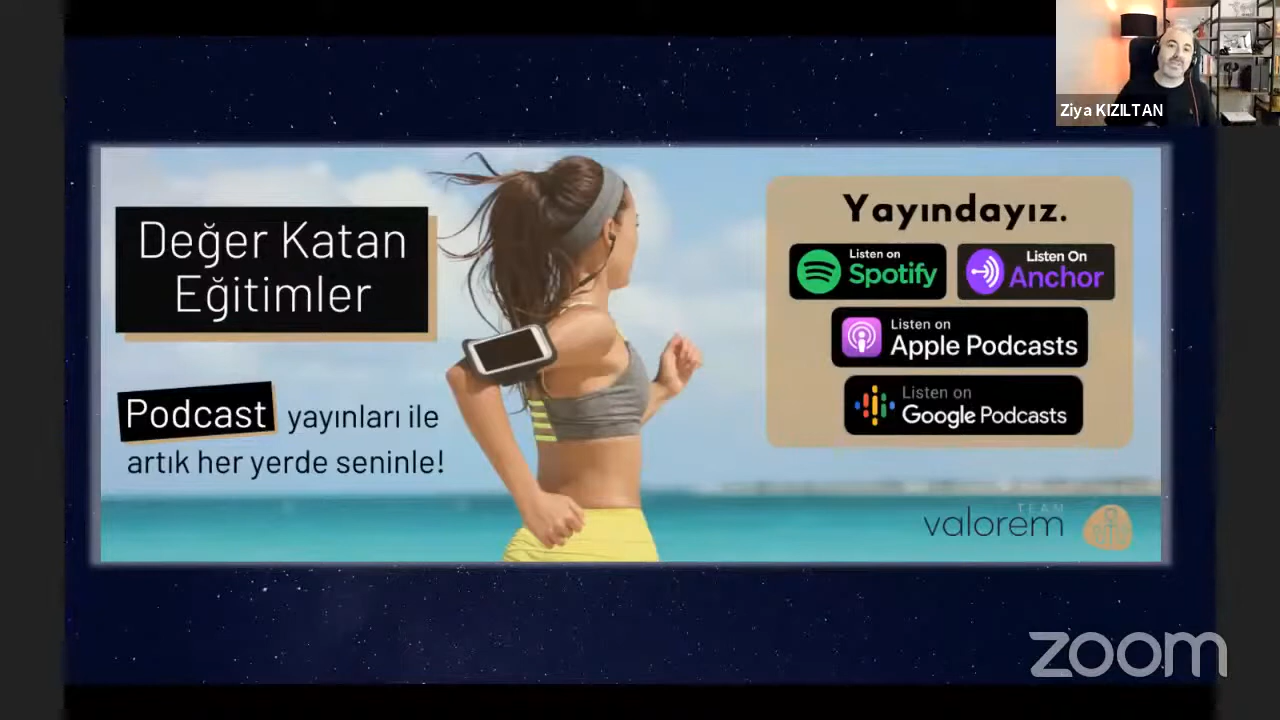 Ziya KIZILTAN
Değer Katan
Eğitimler
Podcast yayınları ile
artık her yerde seninle!
Yayındayız.
Listen on
Spotify
Listen On
Anchor
Listen on
Apple Podcasts
Listen on
Google Podcasts
TEAM
valorem
zoom